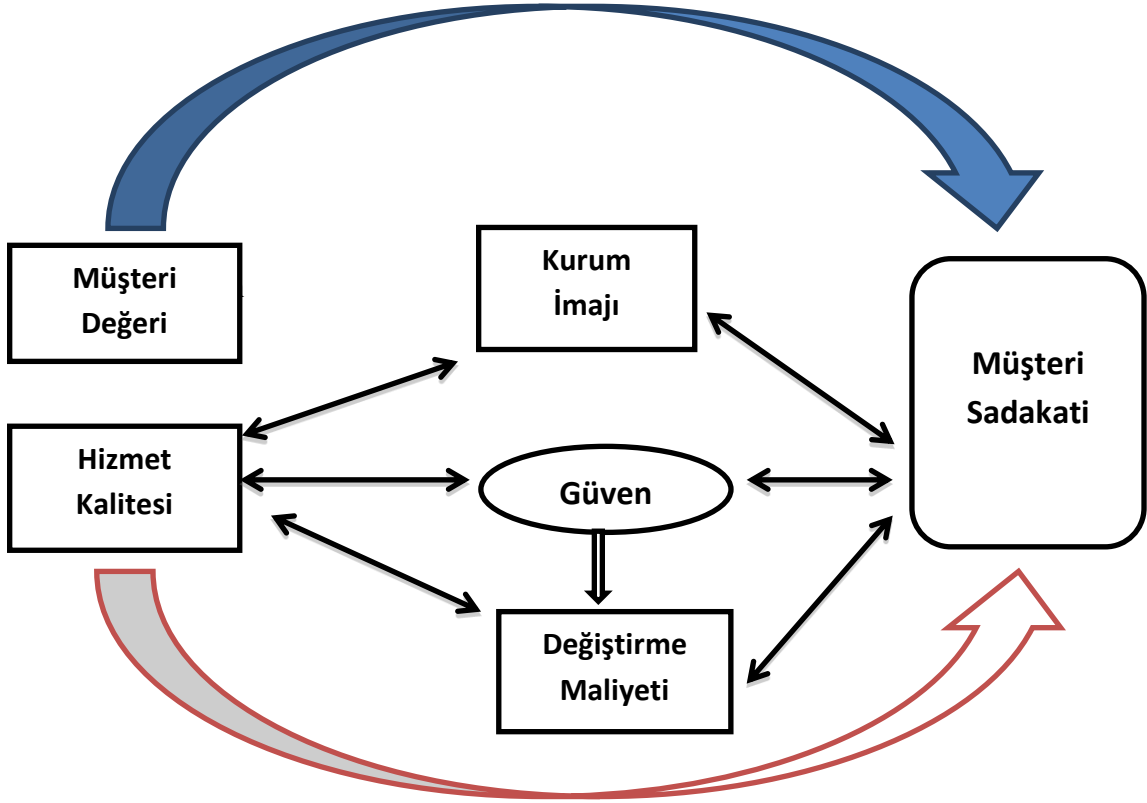 Müşteri
Değeri
Kurum
İmajı
Müşteri
Sadakati
Hizmet
Kalitesi
Güven
Değiştirme
Maliyeti